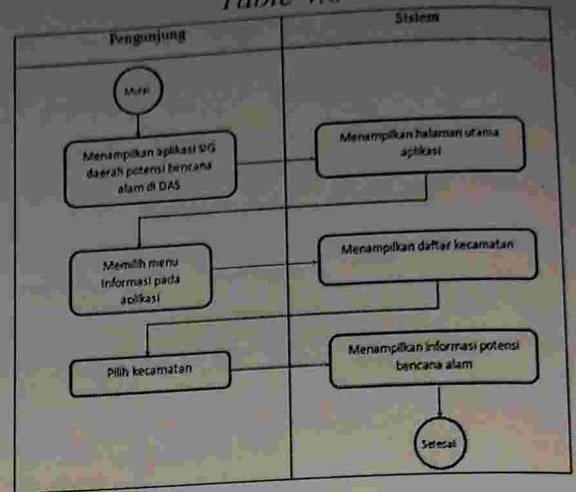 Pengunjung
Sistem
Mulai
Menampilkan aplikasi SIG
daerah potensi bencana
alam di DAS
Menampilkan halaman utama
aplikasi
Memilih menu
Informasi pada
aplikasi
Menampilkan daftar kecamatan
Pilih kecamatan
Menampilkan informasi potensi
bencana alam
Selesai